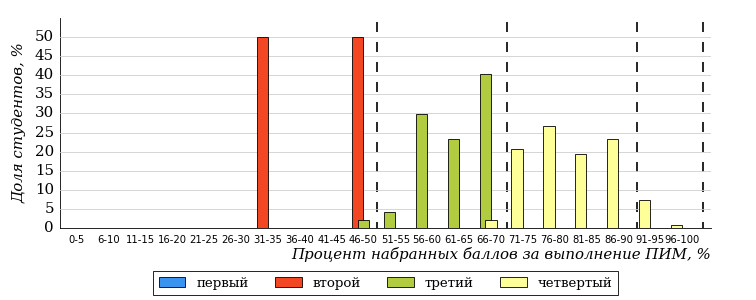 Доля студентов, %
50
45
40
35
30
25
20
15
10
5
0
0-5 6-10 11-15 16-20 21-25 26-30 31-35 36-40 41-45 46-50 51-55 56-60 61-65 66-70 71-75 76-80 81-85 86-90 91-95 96-100
Процент набранных баллов за выполнение ПИМ, %
первый второй третий четвертый